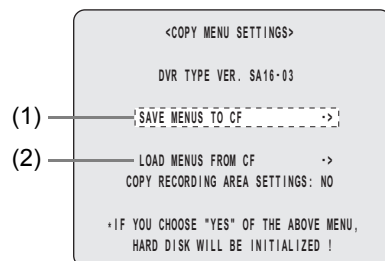 <COPY MENU SETTINGS>
DVR TYPE VER. SA16-03
(1) SAVE MENUS TO CF ->
(2) LOAD MENUS FROM CF ->
COPY RECORDING AREA SETTINGS: NO
*IF YOU CHOOSE "YES" OF THE ABOVE MENU,
HARD DISK WILL BE INITIALIZED !